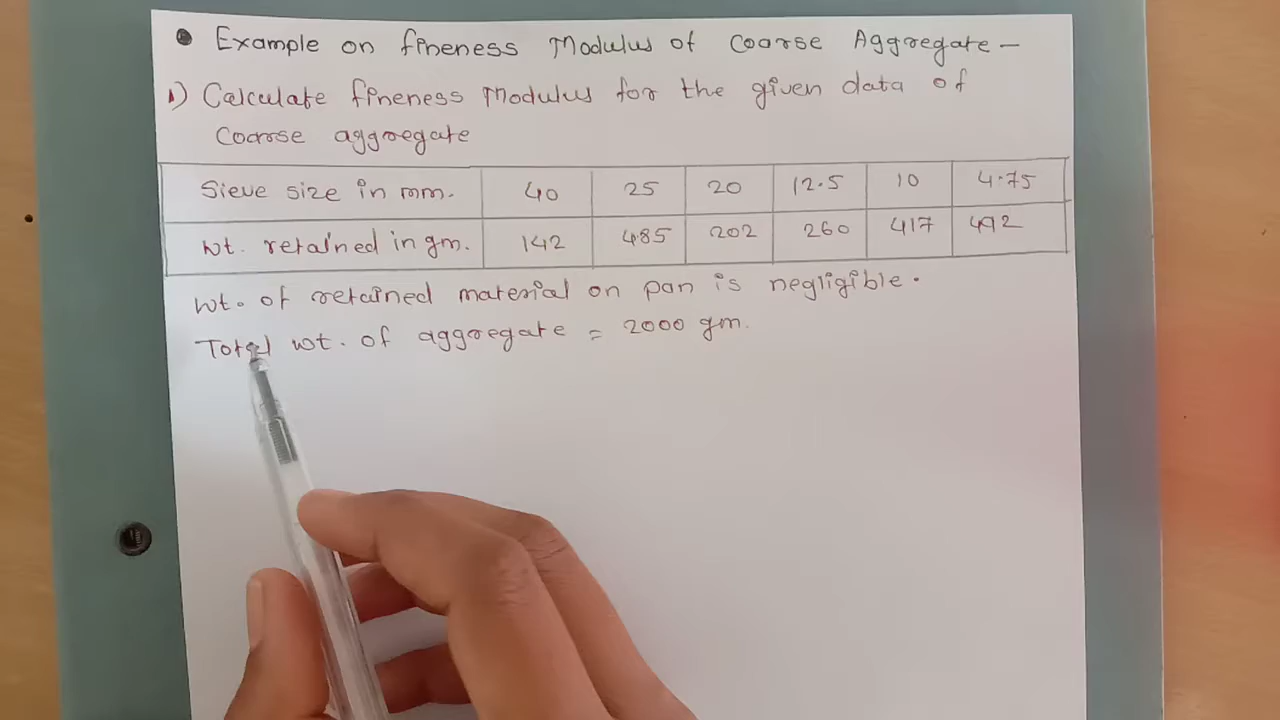 • Example on fineness Modulus of Coarse Aggregate -
1) Calculate fineness Modulus for the given data of
Coarse aggregate
Sieve size in mm. 40 25 20 12.5 10 4.75
Wt. retained in gm. 142 485 202 260 417 492
Wt. of retained material on pan is negligible.
Total wt. of aggregate = 2000 gm.